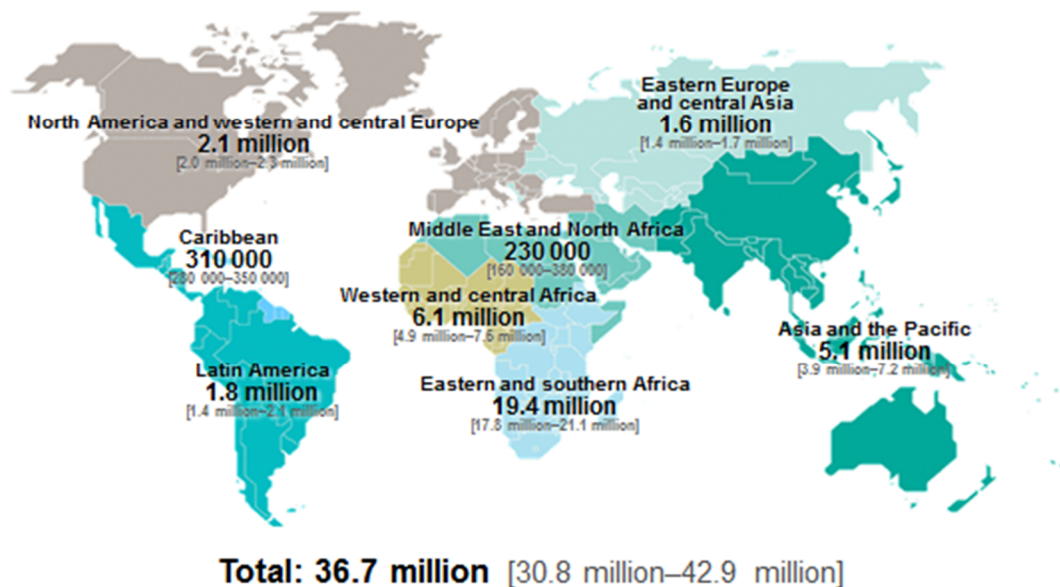 Eastern Europe
and central Asia
1.6 million
[1.4 million–1.7 million]
North America and western and central Europe
2.1 million
[2.0 million–2.3 million]
Middle East and North Africa
230 000
[160 000–380 000]
Caribbean
310 000
[280 000–350 000]
Western and central Africa
6.1 million
[4.9 million–7.6 million]
Asia and the Pacific
5.1 million
[3.9 million–7.2 million]
Latin America
1.8 million
[1.4 million–2.1 million]
Eastern and southern Africa
19.4 million
[17.8 million–21.1 million]
Total: 36.7 million [30.8 million–42.9 million]